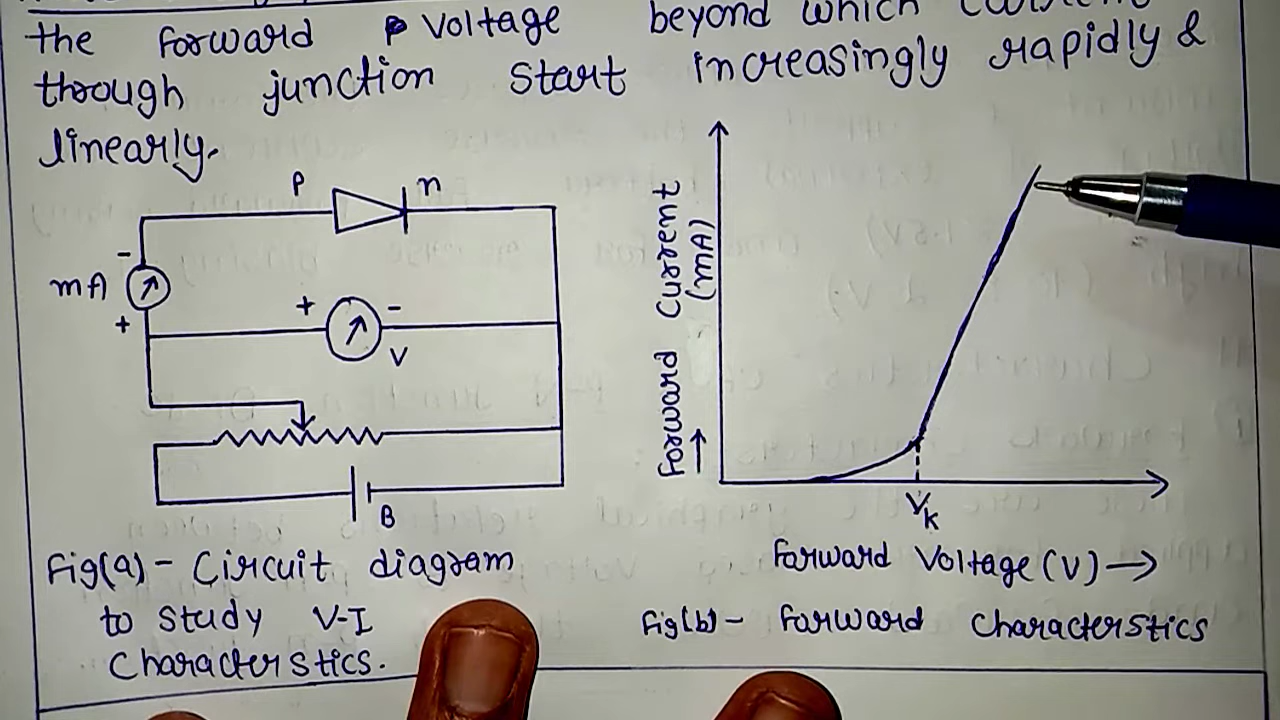 the forward p voltage beyond which
through junction start increasingly rapidly &
linearly.
P n
-
mA
+
+ -
V
B
Fig(a) - Circuit diagram
to study V-I
Characterstics.
Forward Current
(mA)
VK
Forward Voltage (V) →
Fig(b) - Forward Characterstics